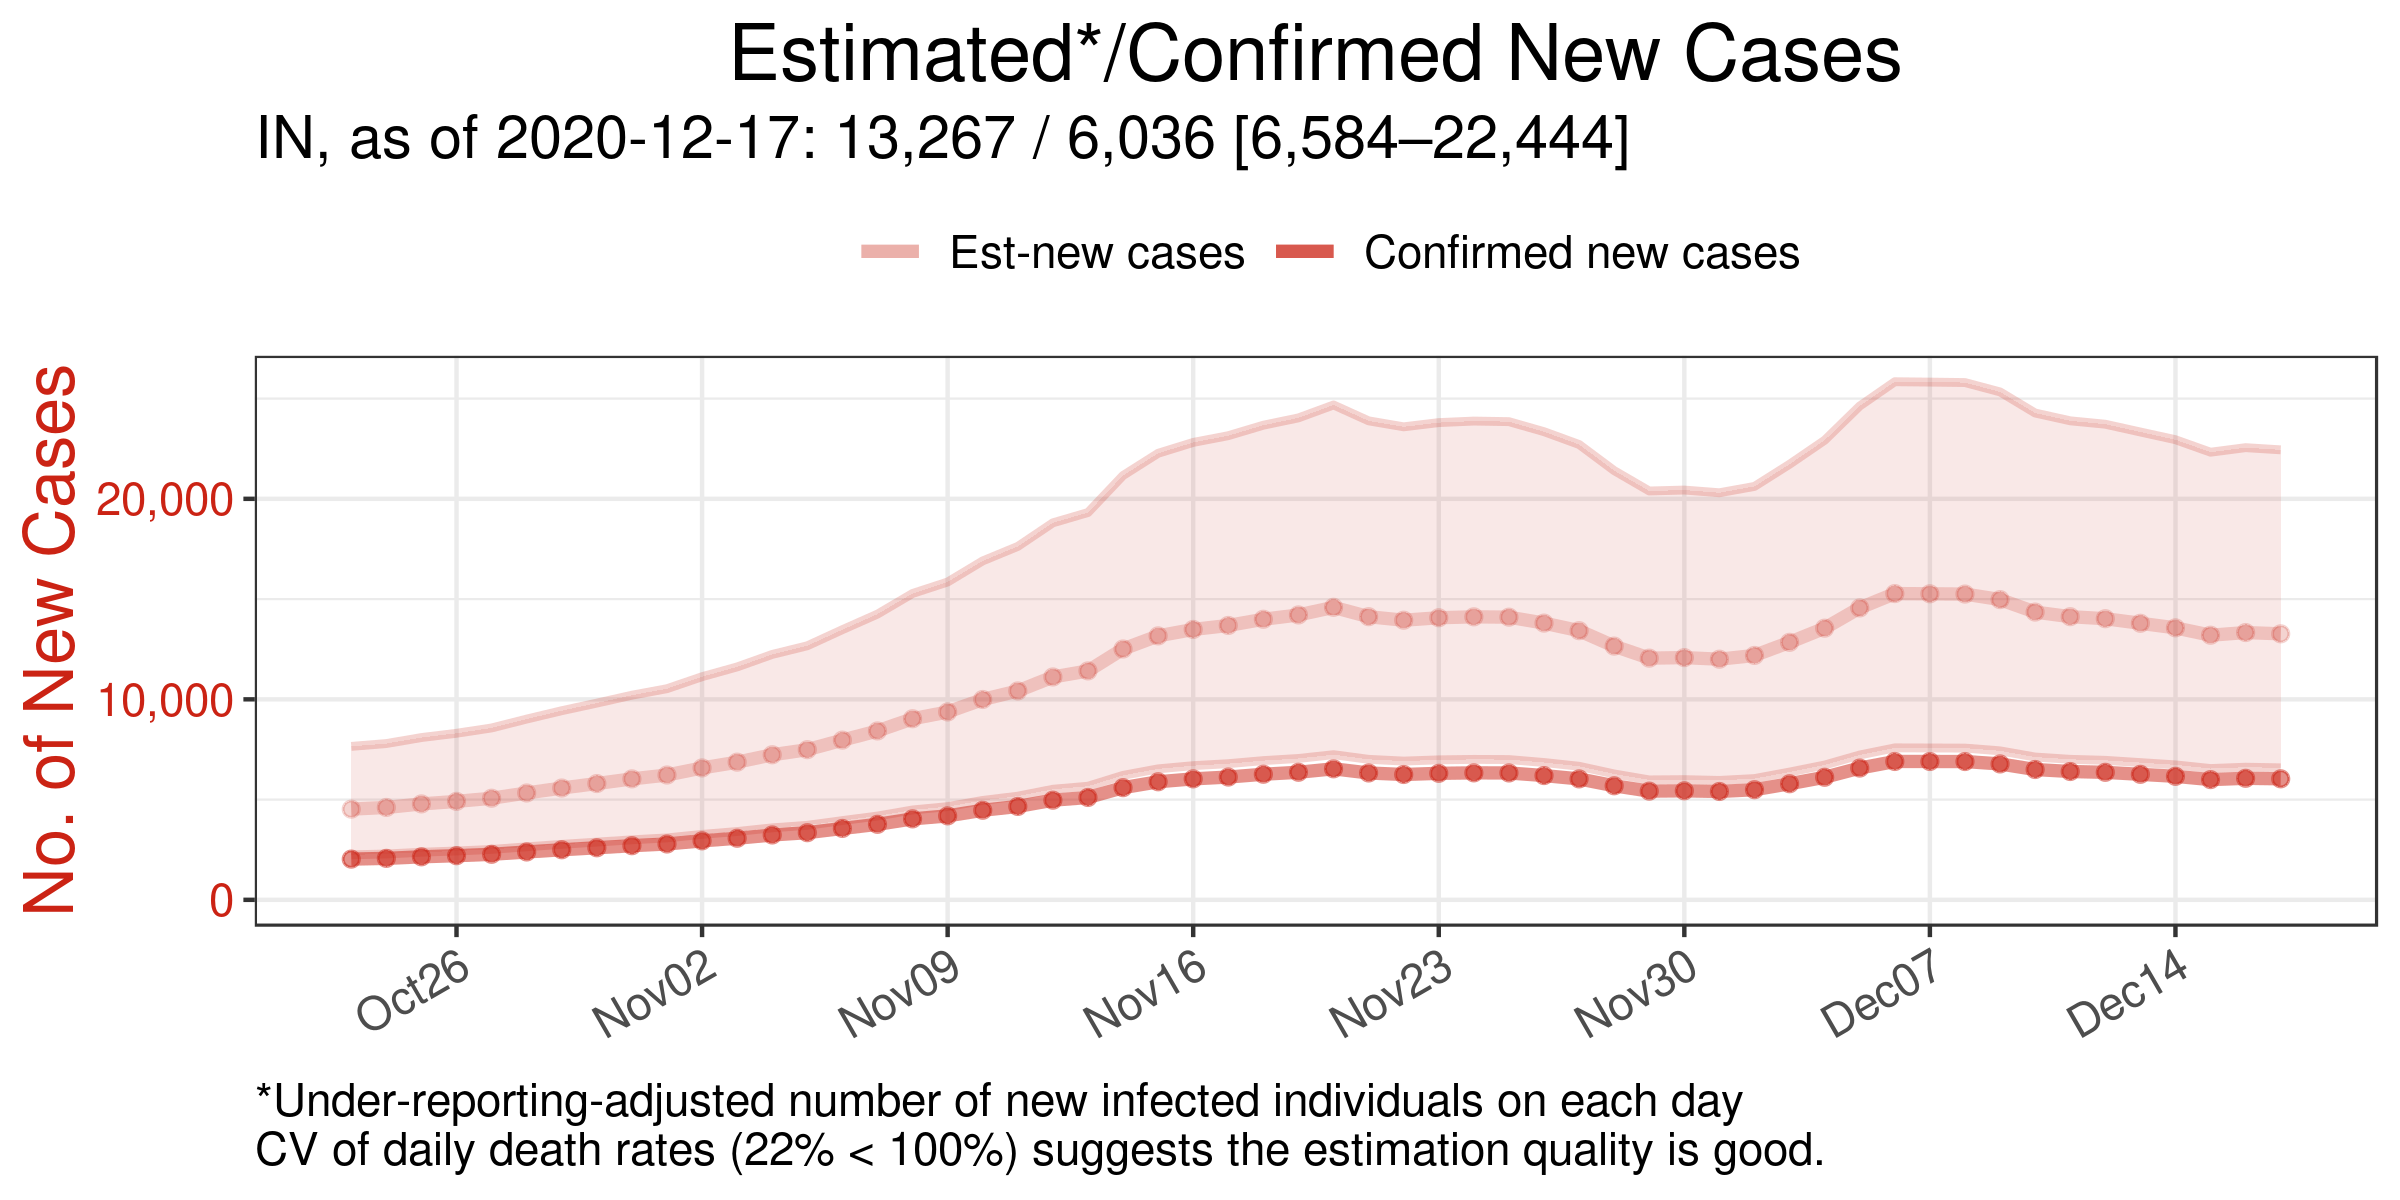 Estimated*/Confirmed New Cases
IN, as of 2020-12-17: 13,267 / 6,036 [6,584–22,444]
Est-new cases
Confirmed new cases
No. of New Cases
20,000
10,000
0
Oct26
Nov02
Nov09
Nov16
Nov23
Nov30
Dec07
Dec14
*Under-reporting-adjusted number of new infected individuals on each day
CV of daily death rates (22% < 100%) suggests the estimation quality is good.